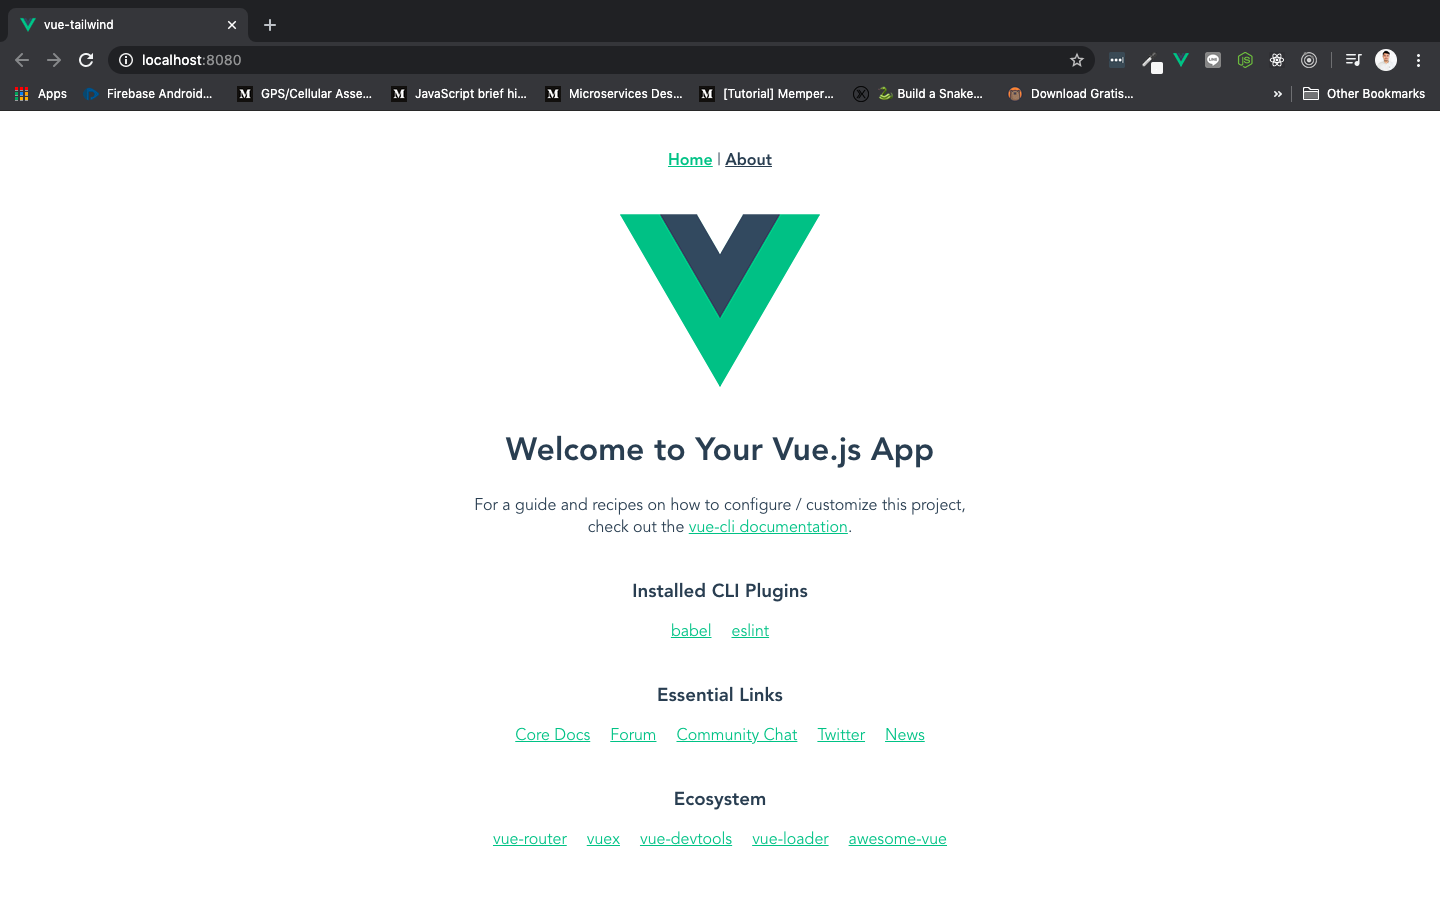 vue-tailwind
localhost:8080
Apps Firebase Android... GPS/Cellular Asse... JavaScript brief hi... Microservices Des... [Tutorial] Memper... Build a Snake... Download Gratis... » Other Bookmarks
Home | About
Welcome to Your Vue.js App
For a guide and recipes on how to configure / customize this project,
check out the vue-cli documentation.
Installed CLI Plugins
babel eslint
Essential Links
Core Docs Forum Community Chat Twitter News
Ecosystem
vue-router vuex vue-devtools vue-loader awesome-vue